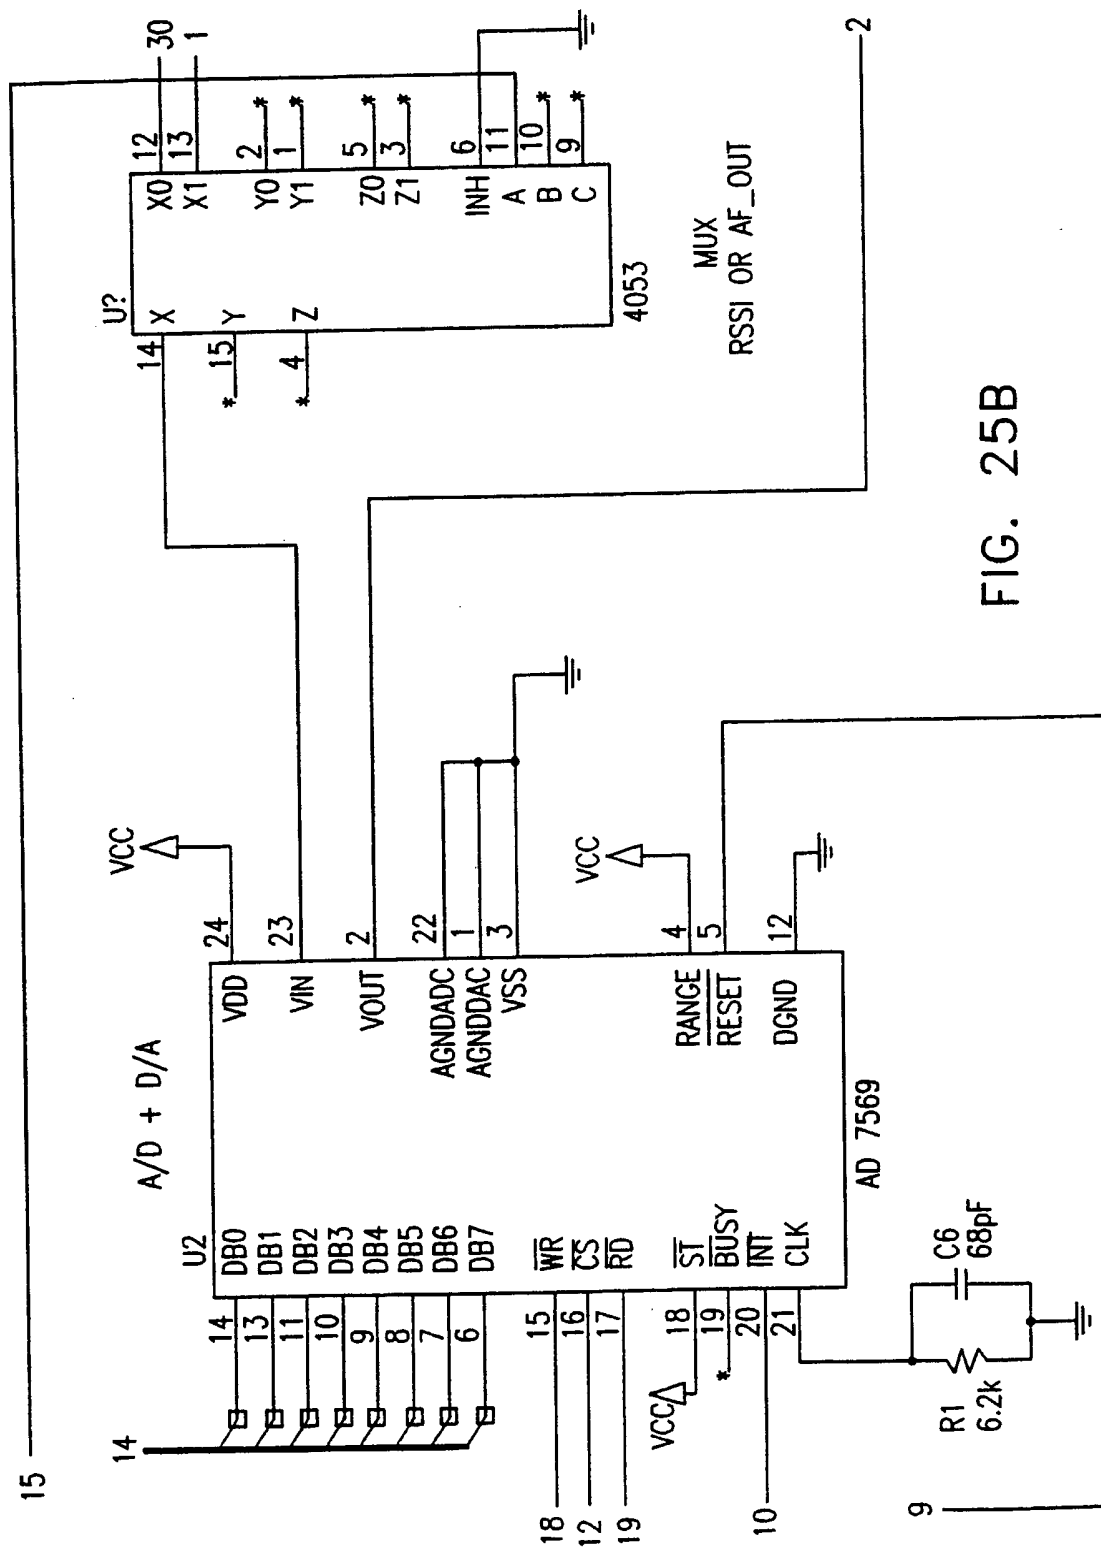 15
14
A/D + D/A
U2
DB0
DB1
DB2
DB3
DB4
DB5
DB6
DB7
14
13
11
10
9
8
7
6
WR
CS
RD
15
16
17
18
12
19
ST
BUSY
INT
CLK
18
19
20
21
VCC
*
10
9
R1
6.2k
C6
68pF
AD 7569
VDD
VIN
VOUT
AGNDADC
AGNDDAC
VSS
RANGE
RESET
DGND
24
23
2
22
1
3
4
5
12
VCC
VCC
U?
X
Y
Z
14
15
4
*
*
X0
X1
Y0
Y1
Z0
Z1
INH
A
B
C
12
13
2
1
5
3
6
11
10
9
*
*
*
*
*
*
30
1
4053
MUX
RSSI OR AF_OUT
2
FIG. 25B